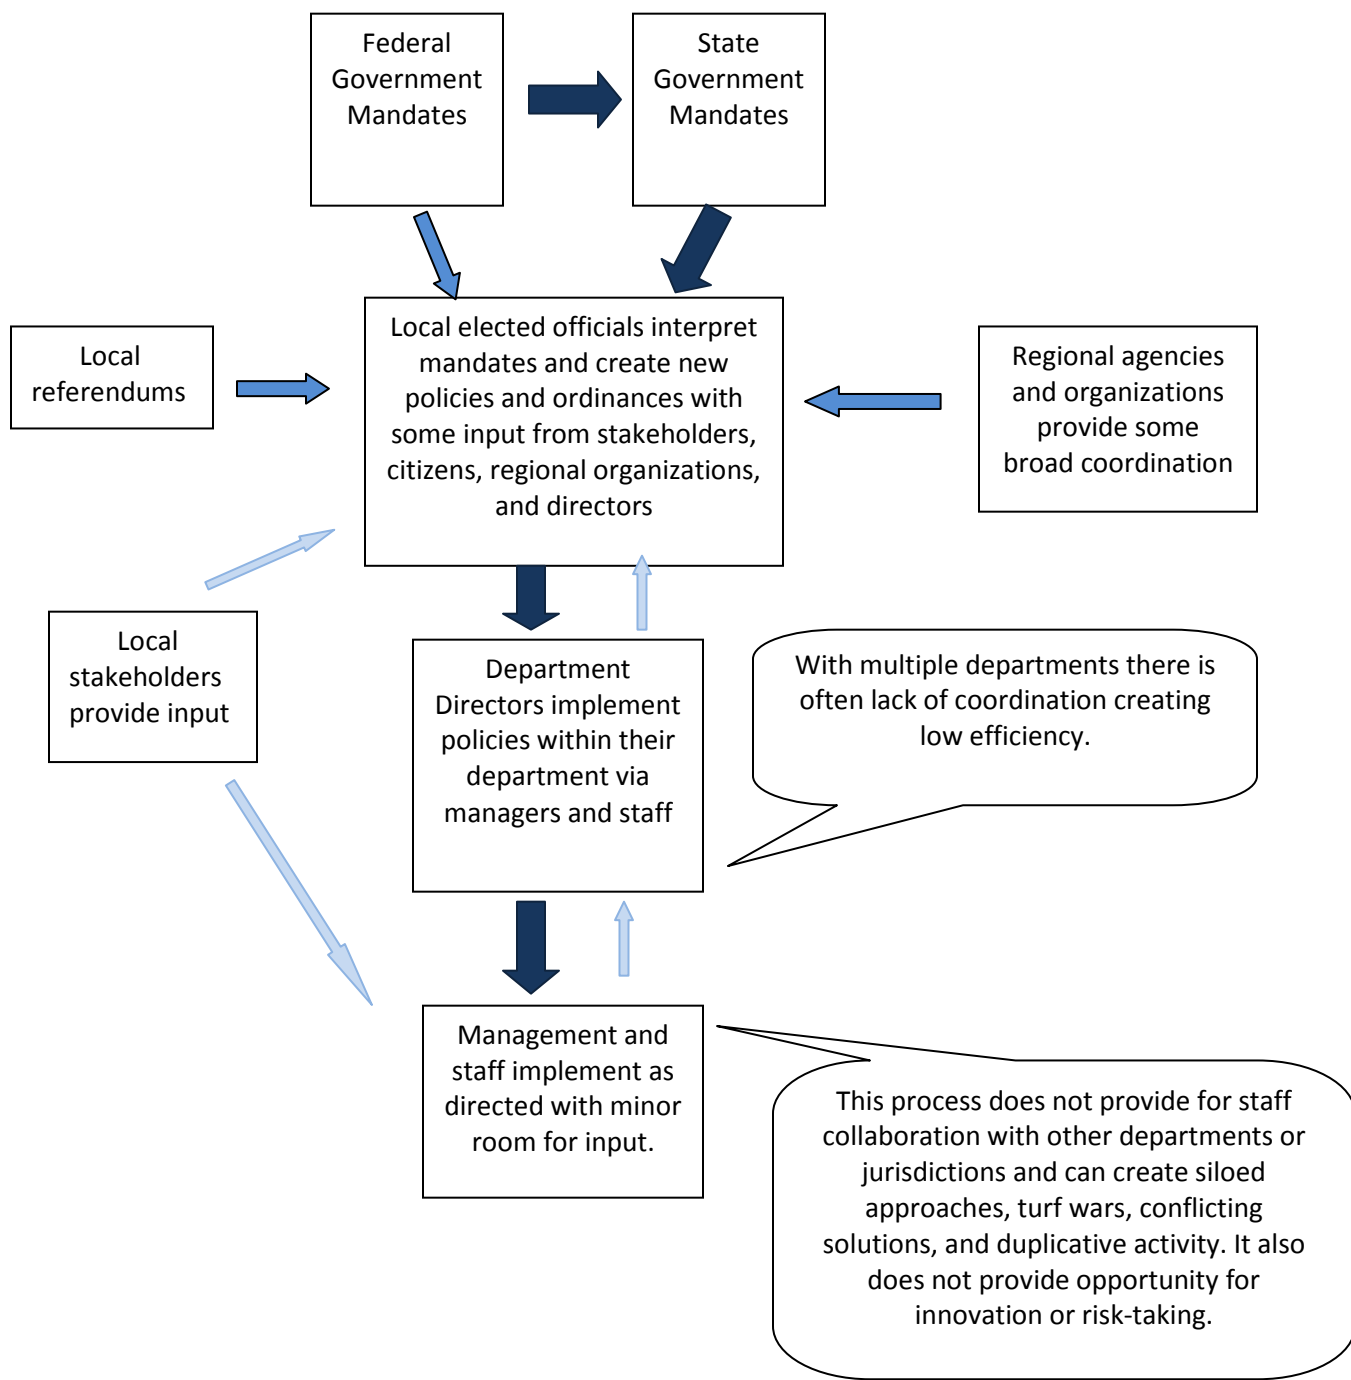 Federal
Government
Mandates
State
Government
Mandates
Local
referendums
Local elected officials interpret
mandates and create new
policies and ordinances with
some input from stakeholders,
citizens, regional organizations,
and directors
Regional agencies
and organizations
provide some
broad coordination
Local
stakeholders
provide input
Department
Directors implement
policies within their
department via
managers and staff
With multiple departments there is
often lack of coordination creating
low efficiency.
Management and
staff implement as
directed with minor
room for input.
This process does not provide for staff
collaboration with other departments or
jurisdictions and can create siloed
approaches, turf wars, conflicting
solutions, and duplicative activity. It also
does not provide opportunity for
innovation or risk-taking.